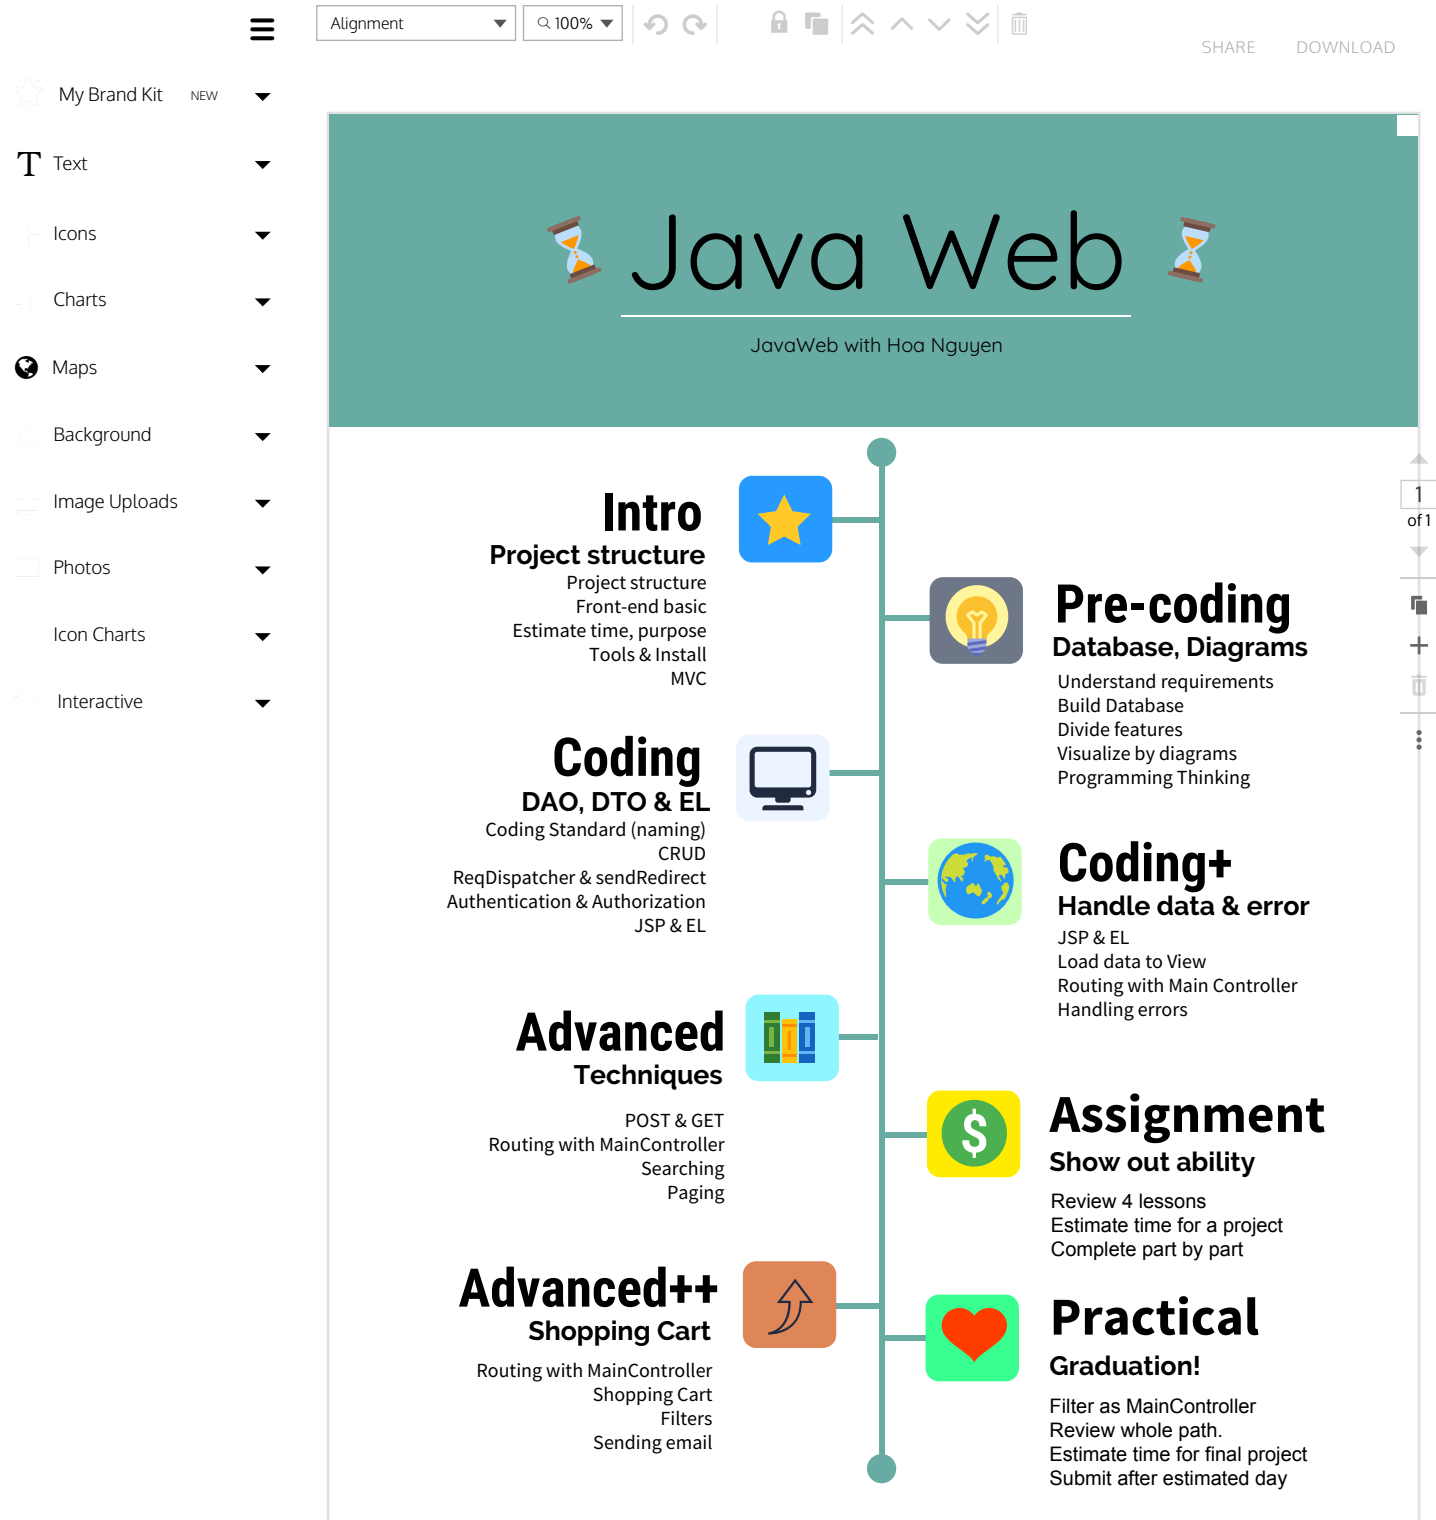 Alignment
100%
SHARE
DOWNLOAD
My Brand Kit NEW
T Text
Icons
Charts
Maps
Background
Image Uploads
Photos
Icon Charts
Interactive
Java Web
JavaWeb with Hoa Nguyen
Intro
Project structure
Project structure
Front-end basic
Estimate time, purpose
Tools & Install
MVC
Pre-coding
Database, Diagrams
Understand requirements
Build Database
Divide features
Visualize by diagrams
Programming Thinking
Coding
DAO, DTO & EL
Coding Standard (naming)
CRUD
ReqDispatcher & sendRedirect
Authentication & Authorization
JSP & EL
Coding+
Handle data & error
JSP & EL
Load data to View
Routing with Main Controller
Handling errors
Advanced
Techniques
POST & GET
Routing with MainController
Searching
Paging
$
Assignment
Show out ability
Review 4 lessons
Estimate time for a project
Complete part by part
Advanced++
Shopping Cart
Routing with MainController
Shopping Cart
Filters
Sending email
Practical
Graduation!
Filter as MainController
Review whole path.
Estimate time for final project
Submit after estimated day
1
of 1